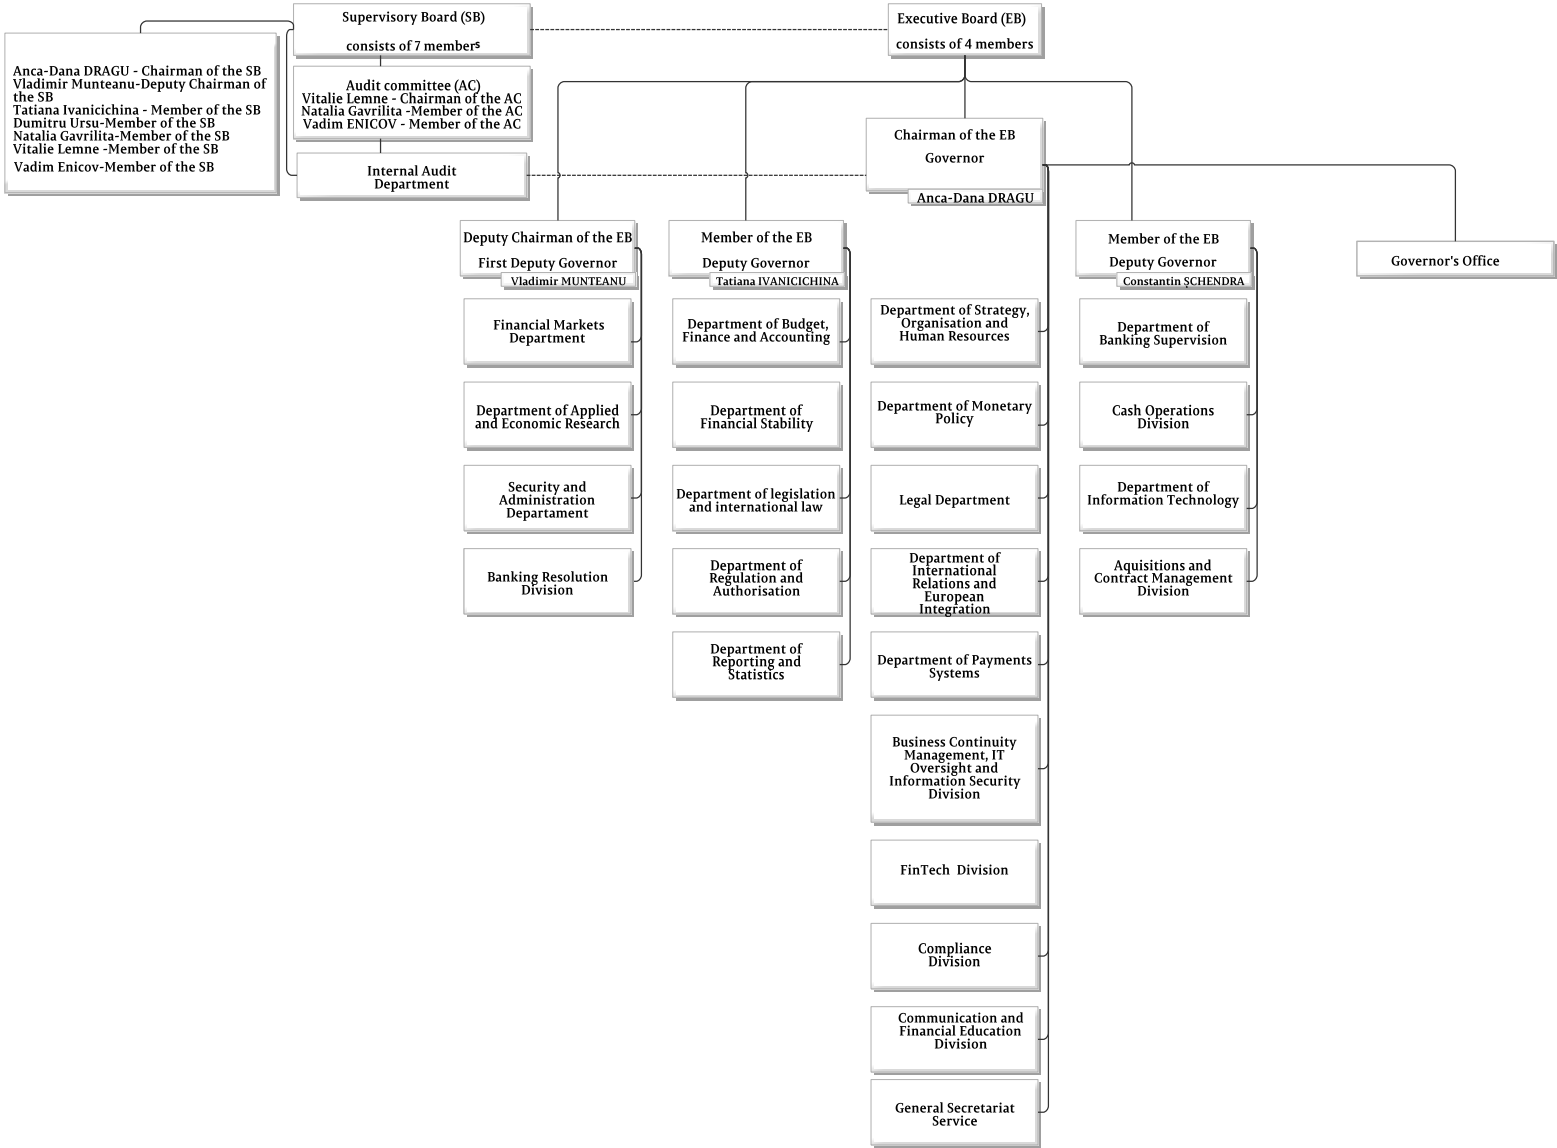 Supervisory Board (SB)
consists of 7 members
Executive Board (EB)
consists of 4 members
Anca-Dana DRAGU - Chairman of the SB
Vladimir Munteanu-Deputy Chairman of
the SB
Tatiana Ivanicichina - Member of the SB
Dumitru Ursu-Member of the SB
Natalia Gavrilita-Member of the SB
Vitalie Lemne -Member of the SB
Vadim Enicov-Member of the SB
Audit committee (AC)
Vitalie Lemne - Chairman of the AC
Natalia Gavrilita -Member of the AC
Vadim ENICOV - Member of the AC
Internal Audit
Department
Chairman of the EB
Governor
Anca-Dana DRAGU
Deputy Chairman of the EB
First Deputy Governor
Vladimir MUNTEANU
Member of the EB
Deputy Governor
Tatiana IVANICICHINA
Member of the EB
Deputy Governor
Constantin ȘCHENDRA
Governor's Office
Financial Markets
Department
Department of Applied
and Economic Research
Security and
Administration
Departament
Banking Resolution
Division
Department of Budget,
Finance and Accounting
Department of
Financial Stability
Department of legislation
and international law
Department of
Regulation and
Authorisation
Department of
Reporting and
Statistics
Department of Strategy,
Organisation and
Human Resources
Department of Monetary
Policy
Legal Department
Department of
International
Relations and
European
Integration
Department of Payments
Systems
Business Continuity
Management, IT
Oversight and
Information Security
Division
FinTech Division
Compliance
Division
Communication and
Financial Education
Division
General Secretariat
Service
Department of
Banking Supervision
Cash Operations
Division
Department of
Information Technology
Aquisitions and
Contract Management
Division